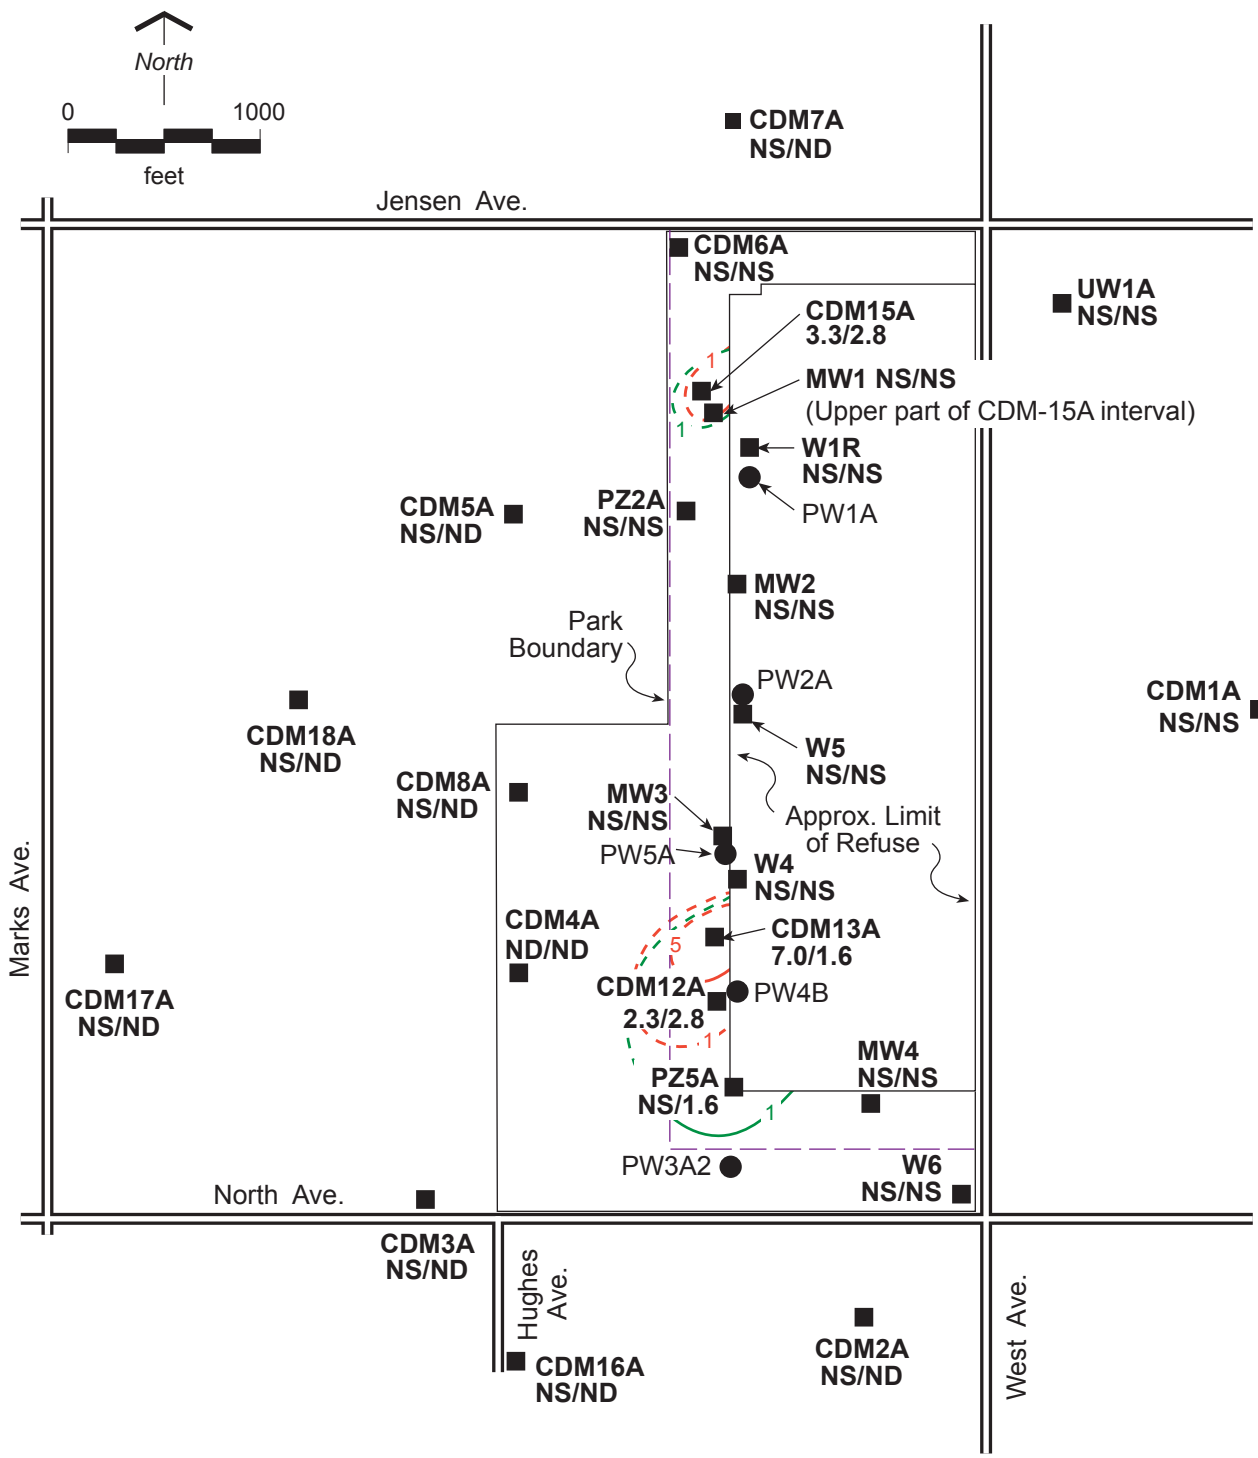 North
0 1000
feet
CDM7A
NS/ND
Jensen Ave.
CDM6A
NS/NS
UW1A
NS/NS
CDM15A
3.3/2.8
1
MW1 NS/NS
(Upper part of CDM-15A interval)
1
W1R
NS/NS
PW1A
CDM5A
NS/ND
PZ2A
NS/NS
MW2
NS/NS
Park
Boundary
PW2A
CDM1A
NS/NS
CDM18A
NS/ND
W5
NS/NS
CDM8A
NS/ND
MW3
NS/NS
Approx. Limit
of Refuse
PW5A
W4
NS/NS
Marks Ave.
CDM4A
ND/ND
5
CDM13A
7.0/1.6
CDM17A
NS/ND
CDM12A
2.3/2.8
PW4B
1
MW4
NS/NS
PZ5A
NS/1.6
1
PW3A2
W6
NS/NS
North Ave.
CDM3A
NS/ND
Hughes
Ave.
West Ave.
CDM2A
NS/ND
CDM16A
NS/ND